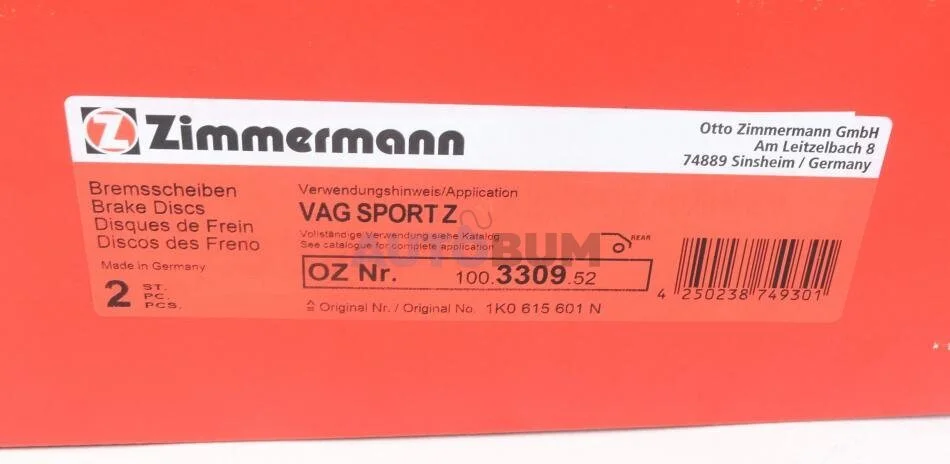 Z Zimmermann
Otto Zimmermann GmbH
Am Leitzelbach 8
74889 Sinsheim / Germany
Bremsscheiben
Brake Discs
Disques de Frein
Discos des Freno
Made in Germany
2 ST.
PC.
PCS.
Verwendungshinweis/Application
VAG SPORT Z
Vollständige Verwendung siehe Katalog
See catalogue for complete application
REAR
AUTOBUM
OZ Nr. 100.3309.52
≙ Original Nr. / Original No. 1K0 615 601 N
4 250238 749301